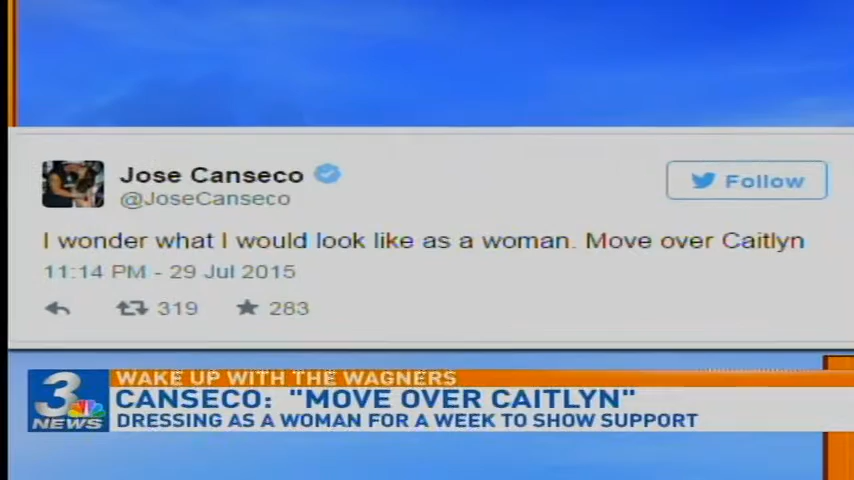 Jose Canseco
@JoseCanseco
Follow
I wonder what I would look like as a woman. Move over Caitlyn
11:14 PM - 29 Jul 2015
319 283
3
NEWS
WAKE UP WITH THE WAGNERS
CANSECO: "MOVE OVER CAITLYN"
DRESSING AS A WOMAN FOR A WEEK TO SHOW SUPPORT